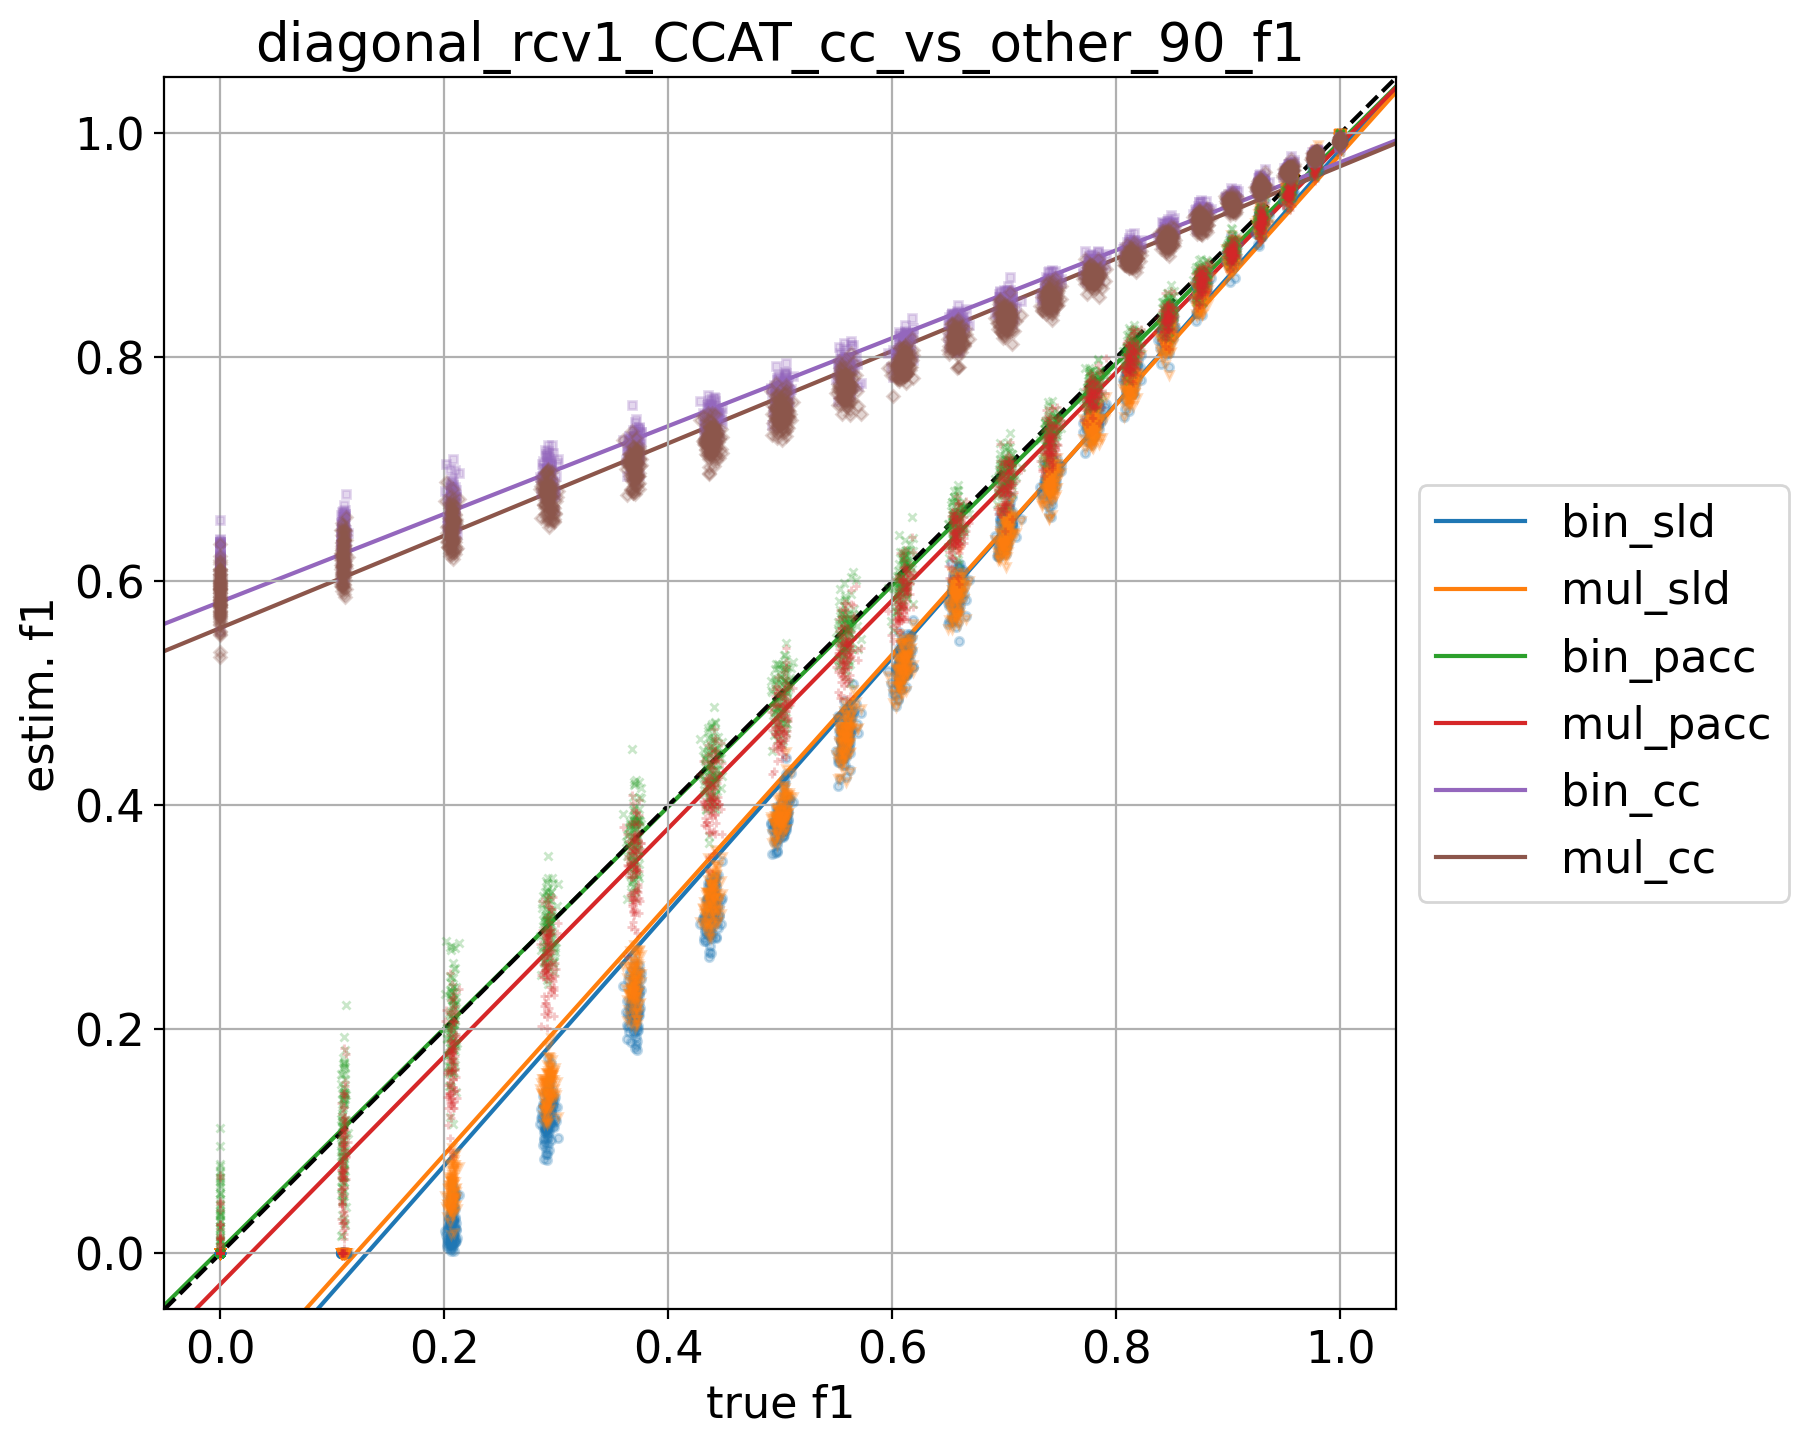 diagonal_rcv1_CCAT_cc_vs_other_90_f1
estim. f1
1.0
0.8
0.6
0.4
0.2
0.0
0.0 0.2 0.4 0.6 0.8 1.0
true f1
bin_sld
mul_sld
bin_pacc
mul_pacc
bin_cc
mul_cc